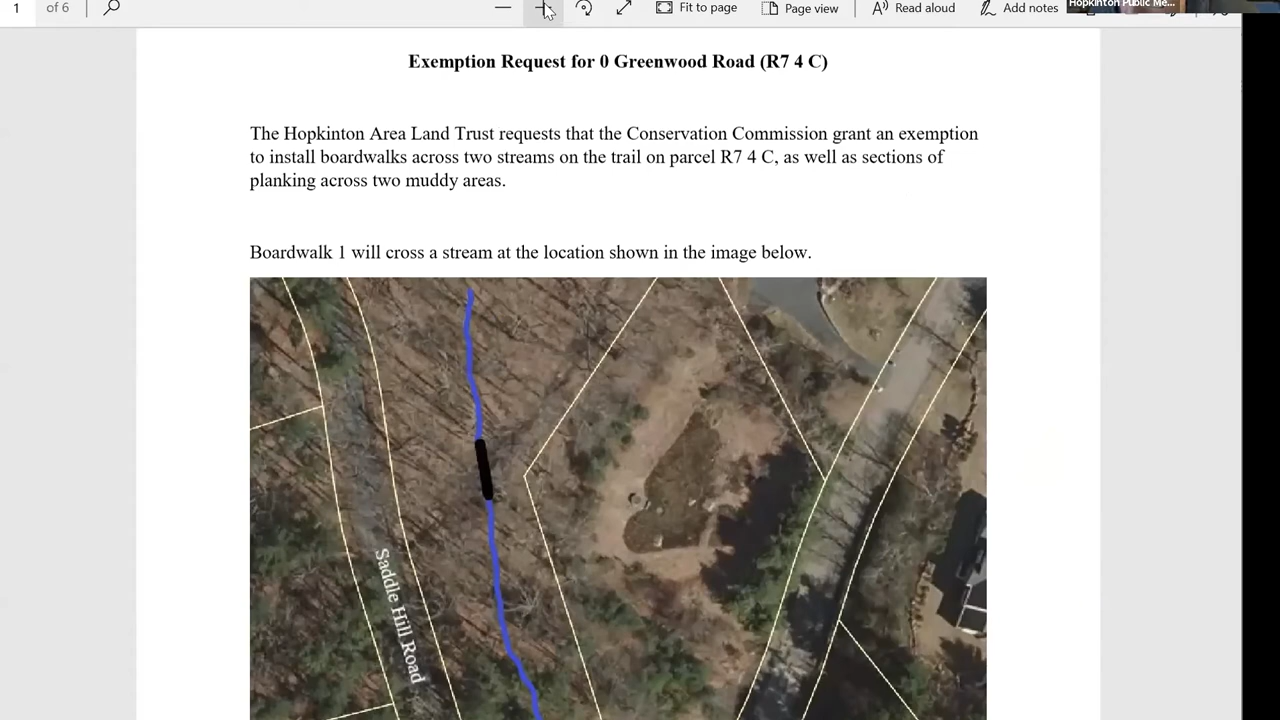 1 of 6 Fit to page Page view Read aloud Add notes Hopkinton Public Me...
Exemption Request for 0 Greenwood Road (R7 4 C)
The Hopkinton Area Land Trust requests that the Conservation Commission grant an exemption
to install boardwalks across two streams on the trail on parcel R7 4 C, as well as sections of
planking across two muddy areas.
Boardwalk 1 will cross a stream at the location shown in the image below.
Saddle Hill Road